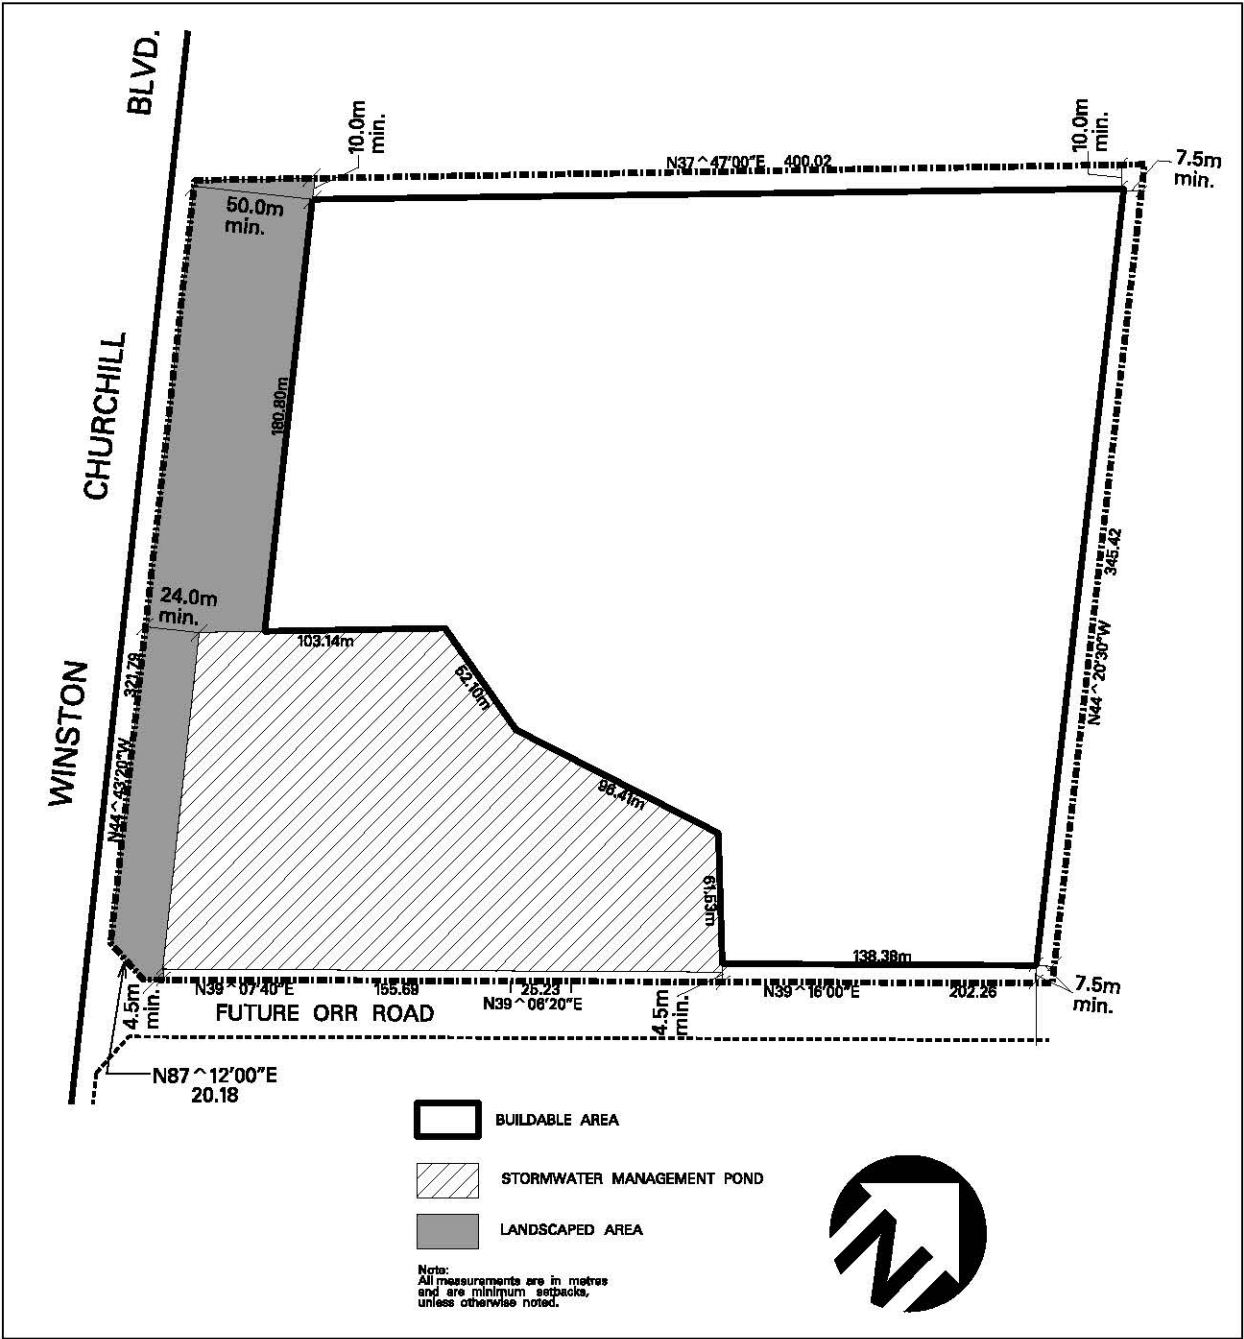 BLVD.
10.0m
min.
10.0m
min.
N37^47'00"E 400.02
7.5m
min.
50.0m
min.
180.80m
CHURCHILL
345.42
24.0m
min.
103.14m
52.10m
321.79
N44^20'30"W
WINSTON
N44^43'20"W
96.41m
61.53m
138.38m
N39^07'40"E 155.69
25.23
N39^06'20"E
N39^16'00"E 202.26
7.5m
min.
4.5m
min.
4.5m
min.
FUTURE ORR ROAD
N87^12'00"E
20.18
BUILDABLE AREA
STORMWATER MANAGEMENT POND
LANDSCAPED AREA
Note:
All measurements are in metres
and are minimum setbacks,
unless otherwise noted.
N